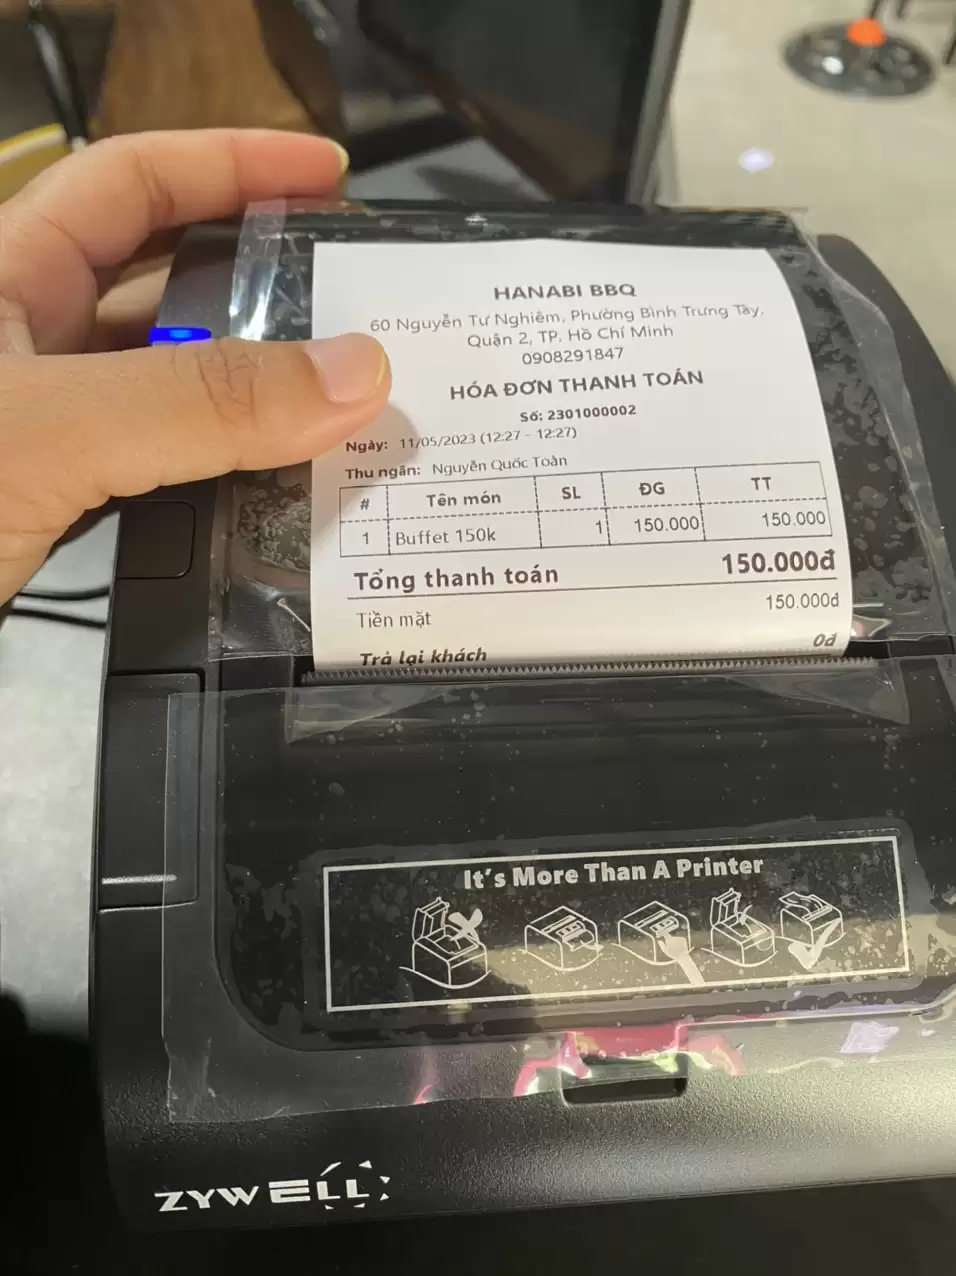 HANABI BBQ
60 Nguyễn Tư Nghiêm, Phường Bình Trưng Tây,
Quận 2, TP. Hồ Chí Minh
0908291847
HÓA ĐƠN THANH TOÁN
Số: 2301000002
Ngày: 11/05/2023 (12:27 - 12:27)
Thu ngân: Nguyễn Quốc Toàn
# Tên món SL ĐG TT
1 Buffet 150k 1 150.000 150.000
Tổng thanh toán 150.000đ
Tiền mặt 150.000đ
Trả lại khách 0đ
It's More Than A Printer
ZYWELL